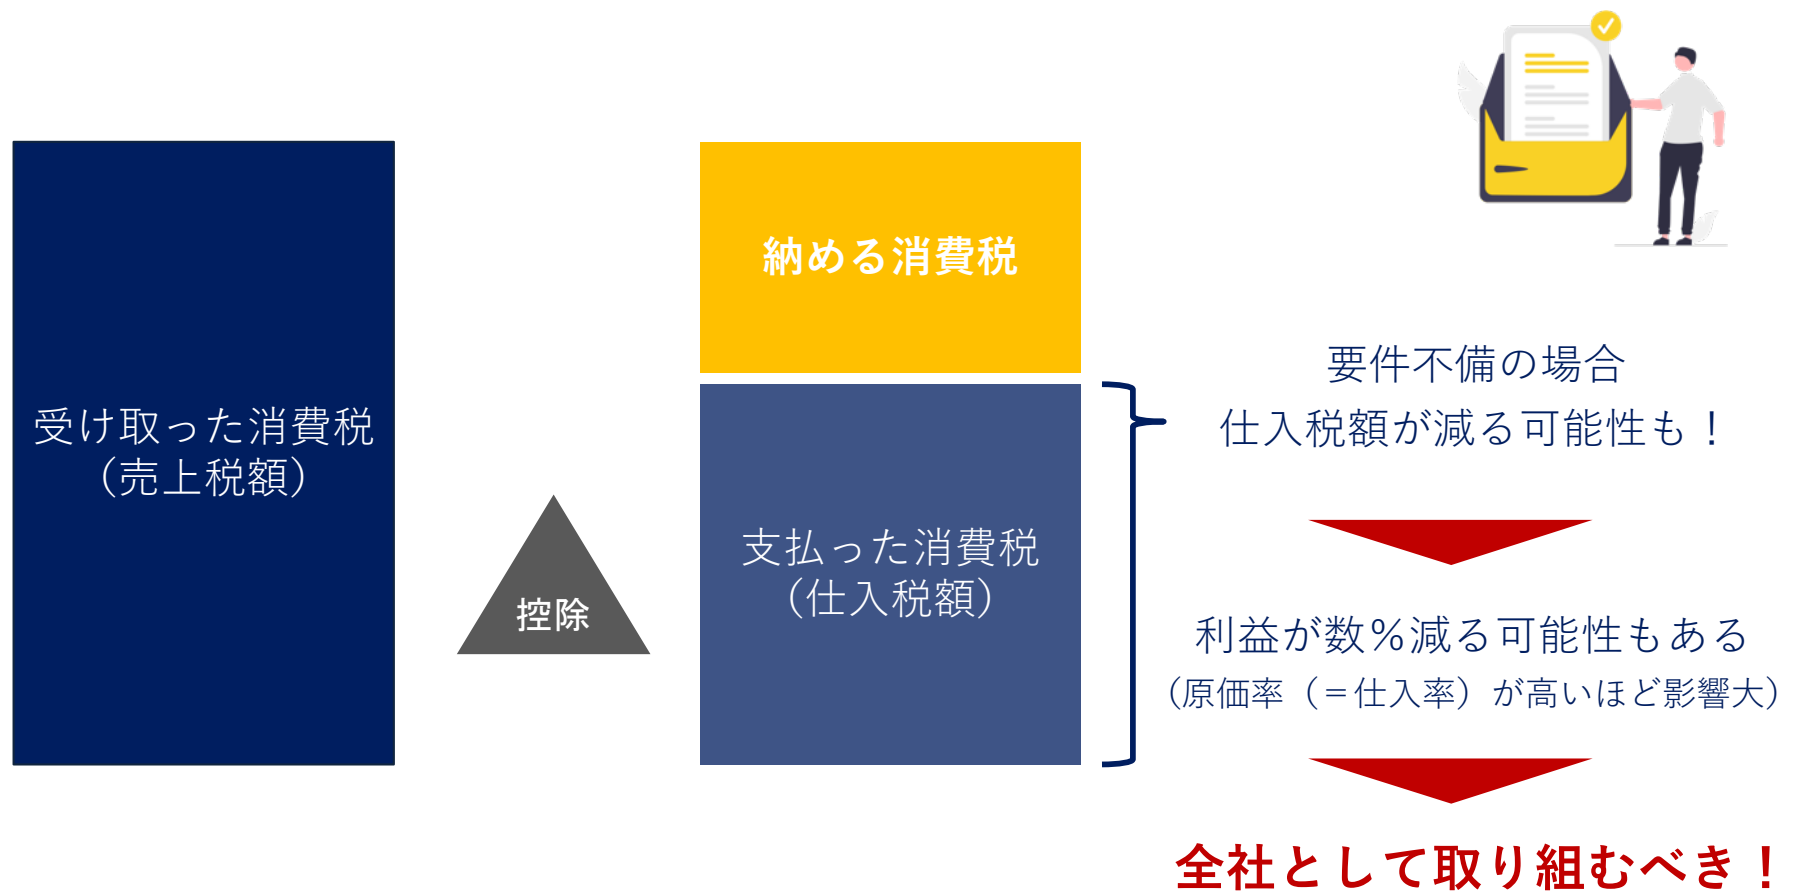 受け取った消費税
（売上税額）
控除
納める消費税
支払った消費税
（仕入税額）
要件不備の場合
仕入税額が減る可能性も！
利益が数％減る可能性もある
（原価率（＝仕入率）が高いほど影響大）
全社として取り組むべき！